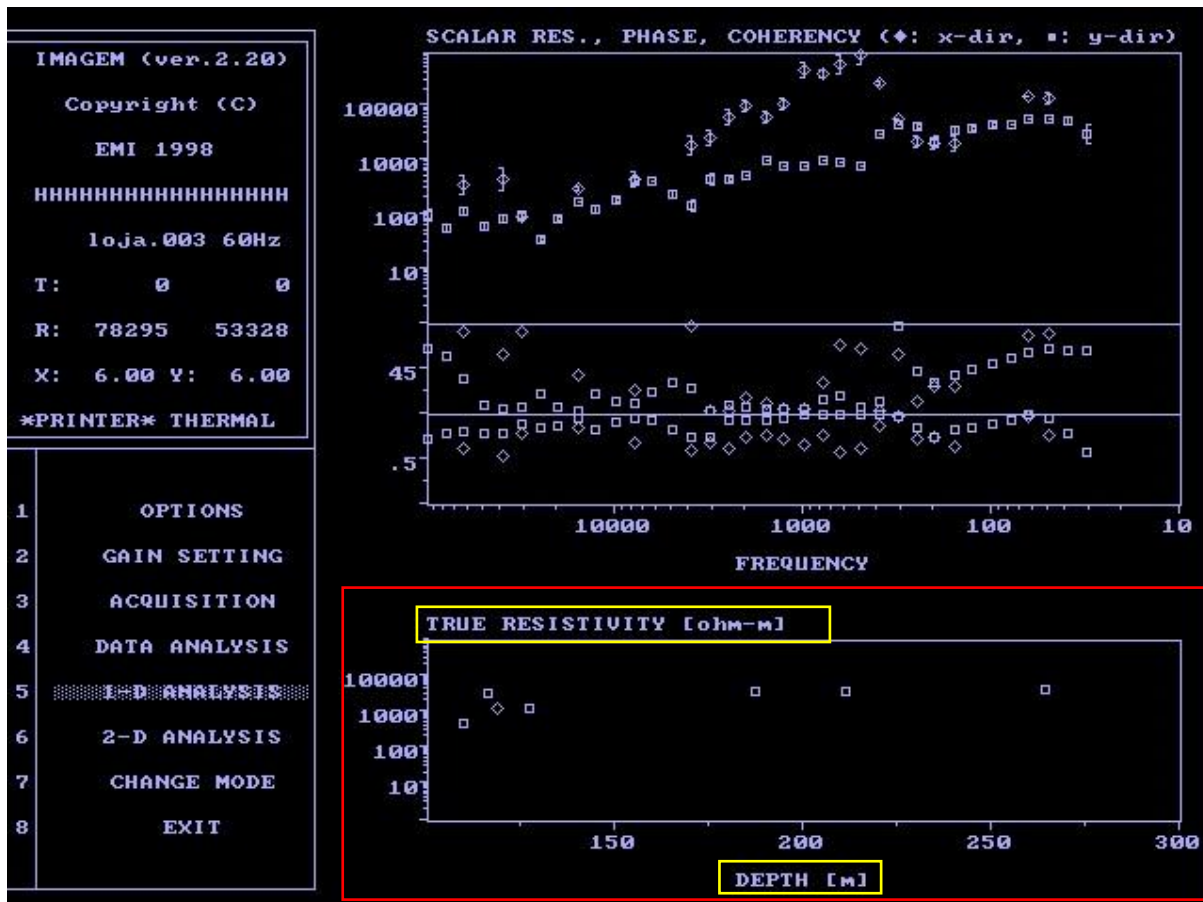 IMAGEM (ver.2.20)
Copyright (C)
EMI 1998
HHHHHHHHHHHHHHHHHH
loja.003 60Hz
T: 0 0
R: 78295 53328
X: 6.00 Y: 6.00
*PRINTER* THERMAL
1 OPTIONS
2 GAIN SETTING
3 ACQUISITION
4 DATA ANALYSIS
5 1-D ANALYSIS
6 2-D ANALYSIS
7 CHANGE MODE
8 EXIT
SCALAR RES., PHASE, COHERENCY (◆: x-dir, ▪: y-dir)
10000
1000
100
10
45
.5
10000 1000 100 10
FREQUENCY
TRUE RESISTIVITY [ohm-m]
10000
1000
100
10
150 200 250 300
DEPTH [m]